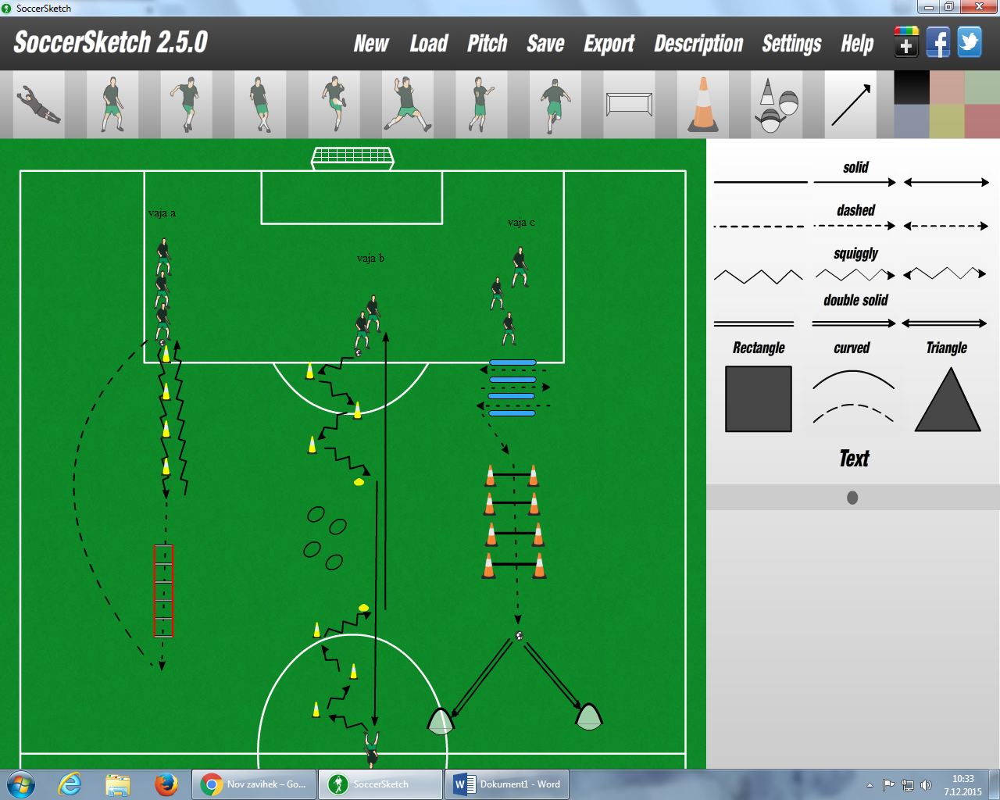 SoccerSketch
SoccerSketch 2.5.0
New Load Pitch Save Export Description Settings Help
solid
dashed
squiggly
double solid
Rectangle curved Triangle
Text
vaja a
vaja c
vaja b
Nov zavihek – Go...
SoccerSketch
Dokument1 - Word
10:33
7.12.2015